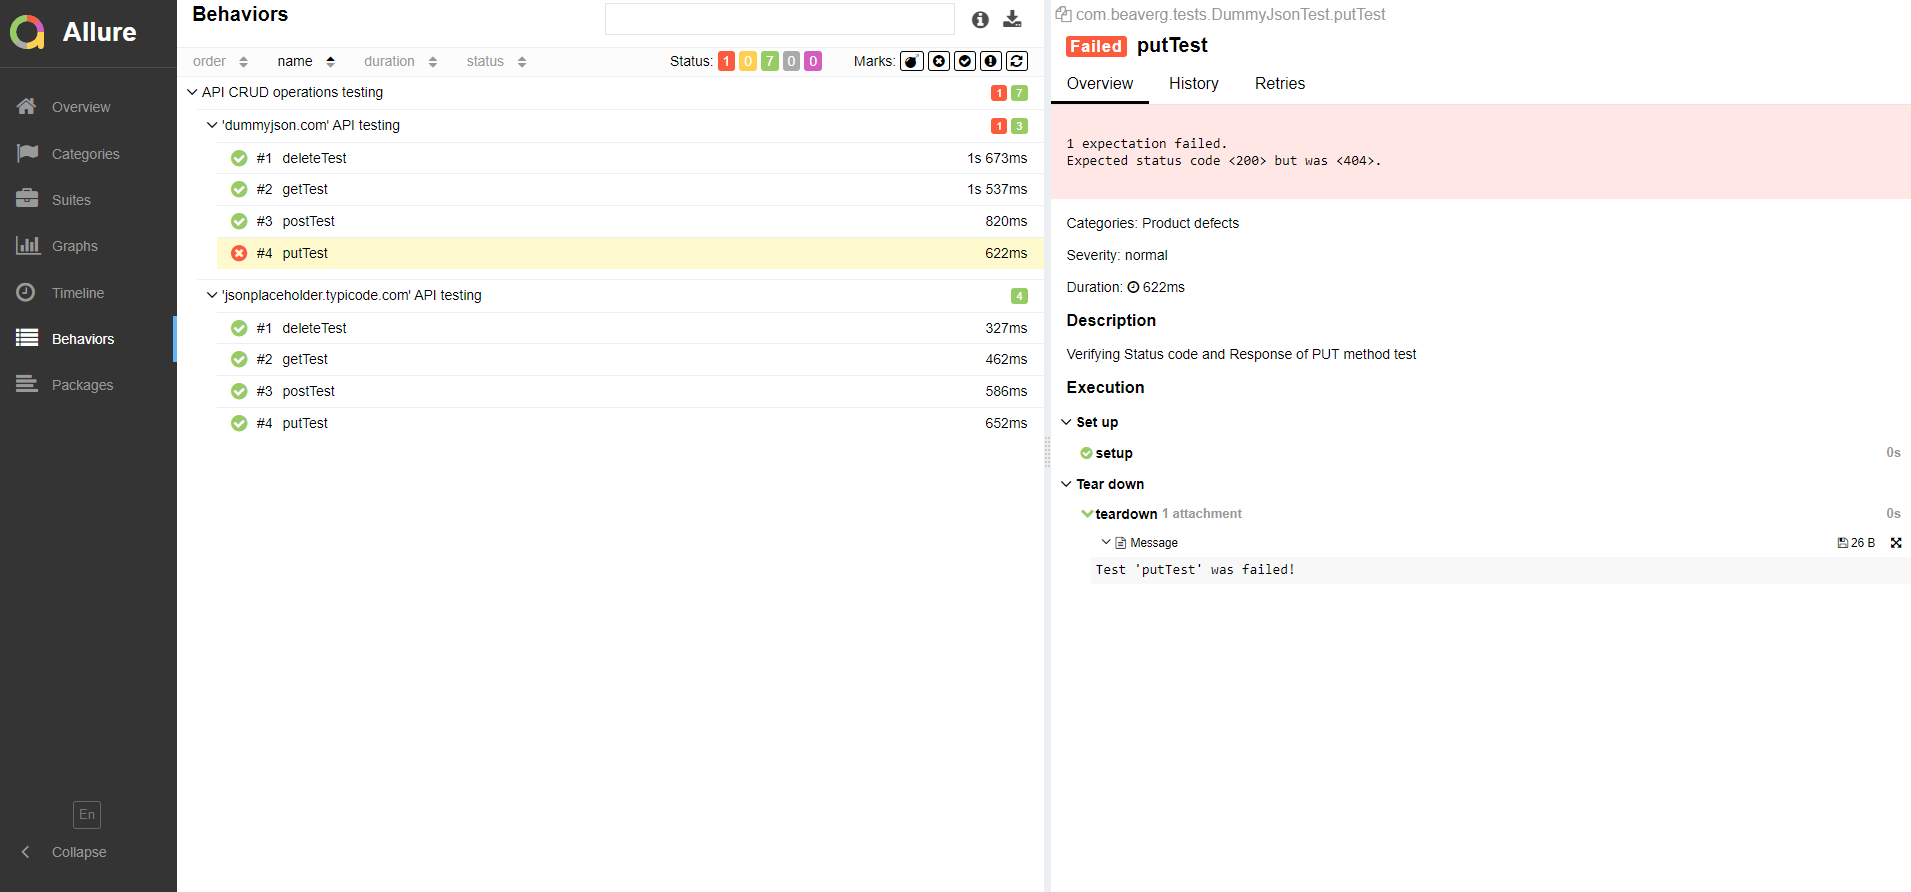 Allure
Overview
Categories
Suites
Graphs
Timeline
Behaviors
Packages
En
Collapse
Behaviors
order name duration status Status: 1 0 7 0 0 Marks:
API CRUD operations testing 1 7
'dummyjson.com' API testing 1 3
#1 deleteTest 1s 673ms
#2 getTest 1s 537ms
#3 postTest 820ms
#4 putTest 622ms
'jsonplaceholder.typicode.com' API testing 4
#1 deleteTest 327ms
#2 getTest 462ms
#3 postTest 586ms
#4 putTest 652ms
com.beaverg.tests.DummyJsonTest.putTest
Failed putTest
Overview History Retries
1 expectation failed.
Expected status code <200> but was <404>.
Categories: Product defects
Severity: normal
Duration: 622ms
Description
Verifying Status code and Response of PUT method test
Execution
Set up
setup 0s
Tear down
teardown 1 attachment 0s
Message 26 B
Test 'putTest' was failed!